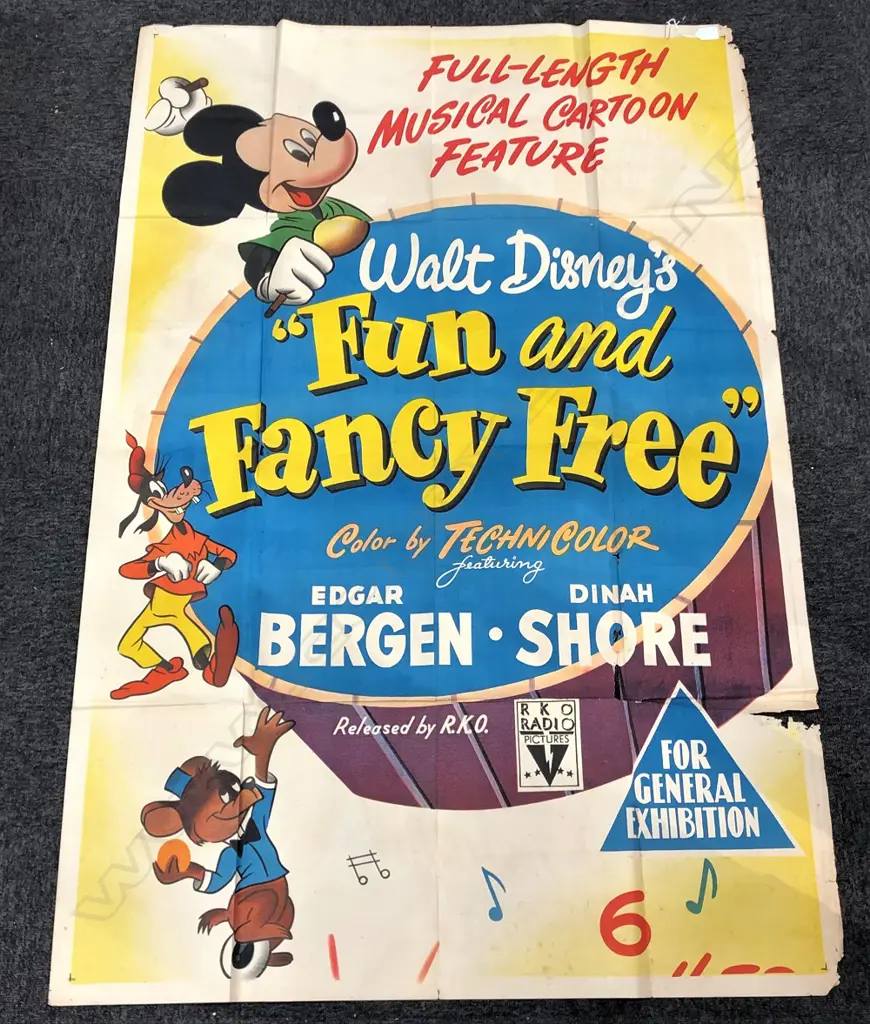 FULL-LENGTH
MUSICAL CARTOON
FEATURE
Walt Disney's
"Fun and
Fancy Free"
Color by TECHNICOLOR
featuring
EDGAR DINAH
BERGEN · SHORE
Released by R.K.O.
RKO
RADIO
PICTURES
FOR
GENERAL
EXHIBITION
6